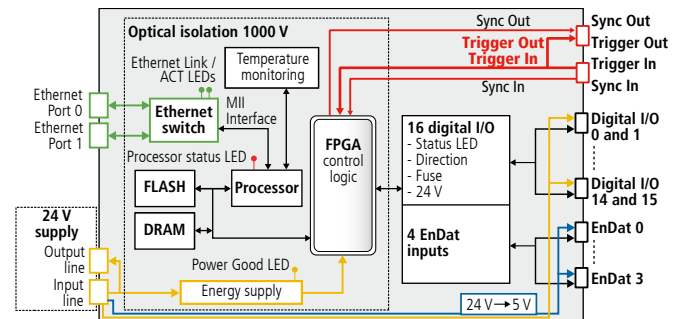 Optical isolation 1000 V
Sync Out
Sync Out
Trigger Out
Trigger Out
Trigger In
Trigger In
Sync In
Sync In
Ethernet Link /
ACT LEDs
Temperature
monitoring
Ethernet
Port 0
Ethernet
Port 1
Ethernet
switch
MII
Interface
Processor status LED
FLASH
Processor
DRAM
FPGA
control
logic
16 digital I/O
- Status LED
- Direction
- Fuse
- 24 V
4 EnDat
inputs
Digital I/O
0 and 1
Digital I/O
14 and 15
EnDat 0
EnDat 3
24 V
supply
Output
line
Input
line
Power Good LED
Energy supply
24 V→5 V